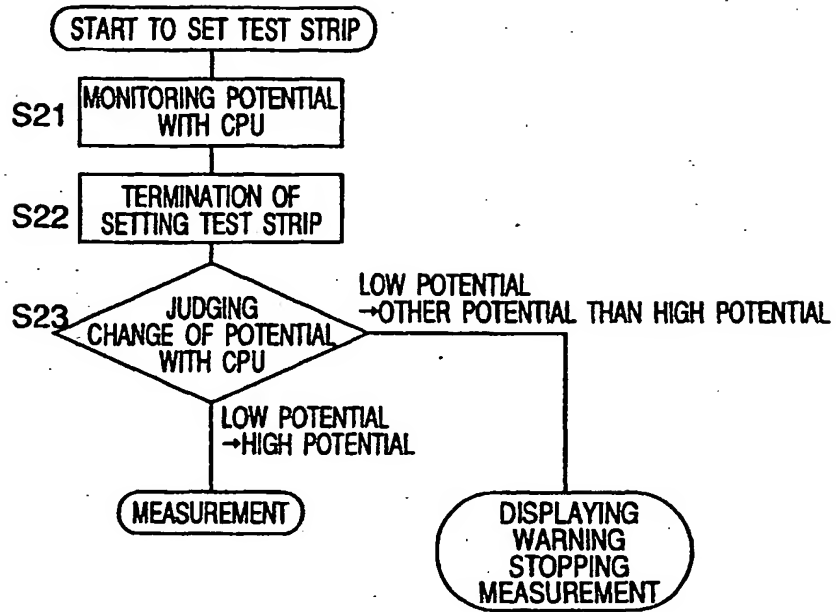 START TO SET TEST STRIP
S21
MONITORING POTENTIAL
WITH CPU
S22
TERMINATION OF
SETTING TEST STRIP
S23
JUDGING
CHANGE OF POTENTIAL
WITH CPU
LOW POTENTIAL
→OTHER POTENTIAL THAN HIGH POTENTIAL
LOW POTENTIAL
→HIGH POTENTIAL
MEASUREMENT
DISPLAYING
WARNING
STOPPING
MEASUREMENT